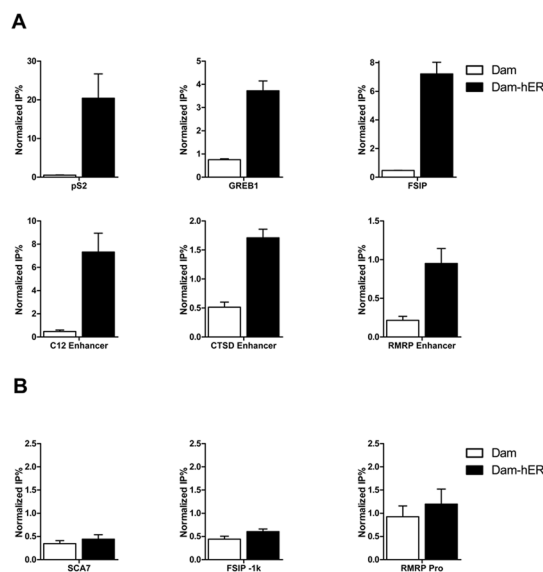 A
Normalized IP%
30
20
10
0
pS2
Normalized IP%
5
4
3
2
1
0
GREB1
Normalized IP%
8
6
4
2
0
FSIP
Dam
Dam-hER
Normalized IP%
10
8
6
4
2
0
C12 Enhancer
Normalized IP%
2.0
1.5
1.0
0.5
0.0
CTSD Enhancer
Normalized IP%
1.5
1.0
0.5
0.0
RMRP Enhancer
B
Normalized IP%
2.5
2.0
1.5
1.0
0.5
0.0
SCA7
Normalized IP%
2.5
2.0
1.5
1.0
0.5
0.0
FSIP -1k
Normalized IP%
2.5
2.0
1.5
1.0
0.5
0.0
RMRP Pro
Dam
Dam-hER